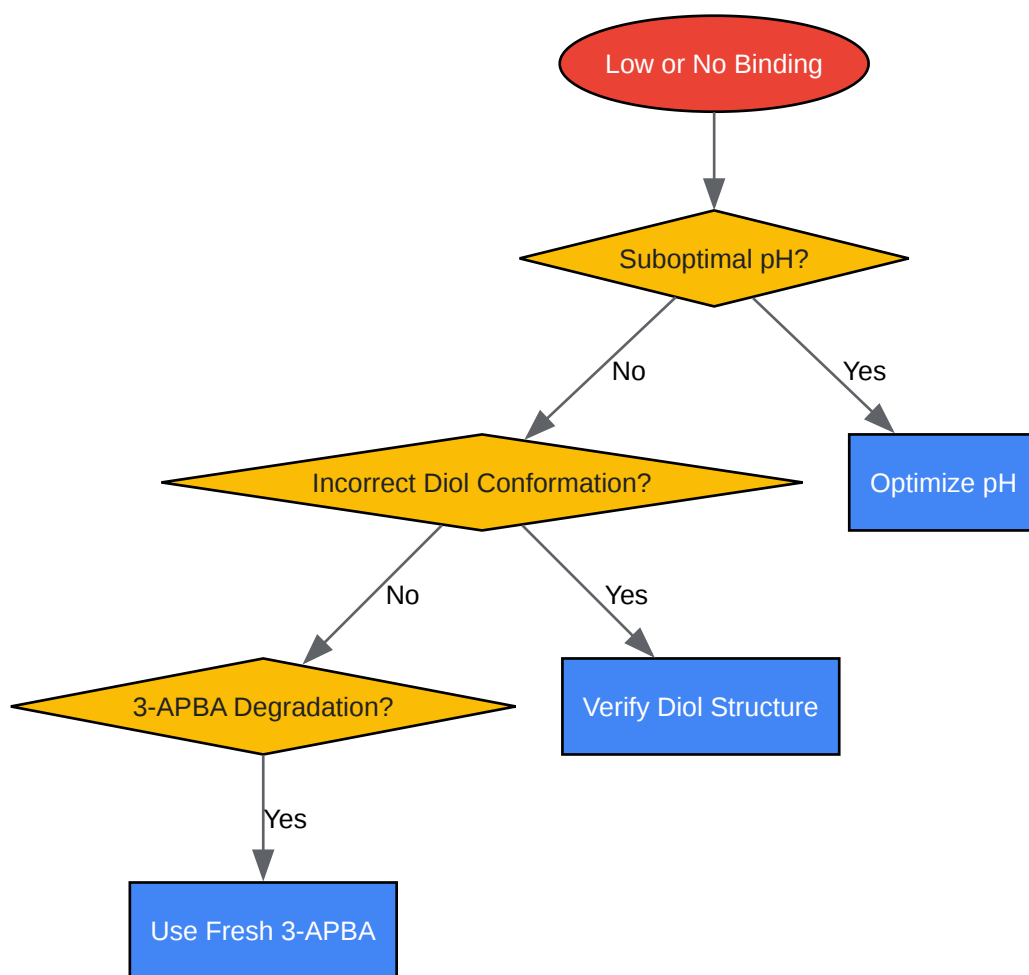 Low or No Binding
Suboptimal pH?
No
Yes
Incorrect Diol Conformation?
Optimize pH
No
Yes
3-APBA Degradation?
Verify Diol Structure
Yes
Use Fresh 3-APBA